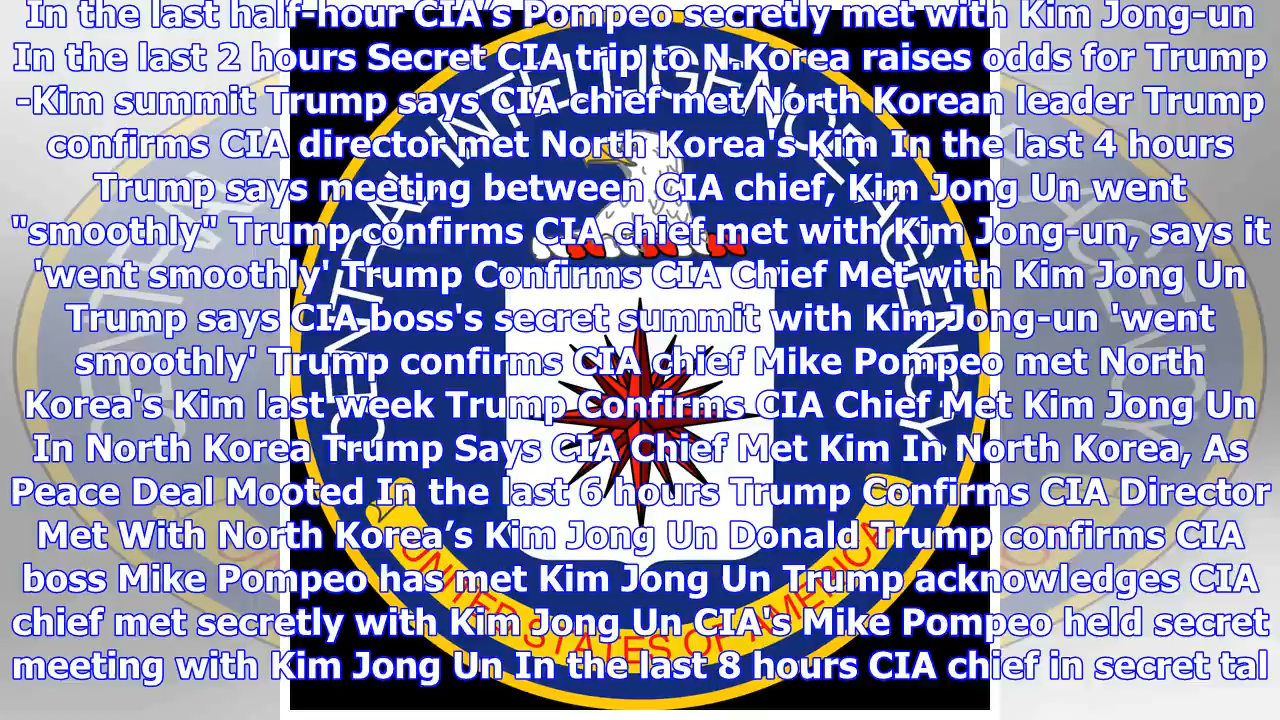 In the last half-hour CIA’s Pompeo secretly met with Kim Jong-un
In the last 2 hours Secret CIA trip to N.Korea raises odds for Trump
-Kim summit Trump says CIA chief met North Korean leader Trump
confirms CIA director met North Korea's Kim In the last 4 hours
Trump says meeting between CIA chief, Kim Jong Un went
"smoothly" Trump confirms CIA chief met with Kim Jong-un, says it
'went smoothly' Trump Confirms CIA Chief Met with Kim Jong Un
Trump says CIA boss's secret summit with Kim Jong-un 'went
smoothly' Trump confirms CIA chief Mike Pompeo met North
Korea's Kim last week Trump Confirms CIA Chief Met Kim Jong Un
In North Korea Trump Says CIA Chief Met Kim In North Korea, As
Peace Deal Mooted In the last 6 hours Trump Confirms CIA Director
Met With North Korea’s Kim Jong Un Donald Trump confirms CIA
boss Mike Pompeo has met Kim Jong Un Trump acknowledges CIA
chief met secretly with Kim Jong Un CIA's Mike Pompeo held secret
meeting with Kim Jong Un In the last 8 hours CIA chief in secret tal
CENTRAL INTELLIGENCE AGENCY
UNITED STATES OF AMERICA